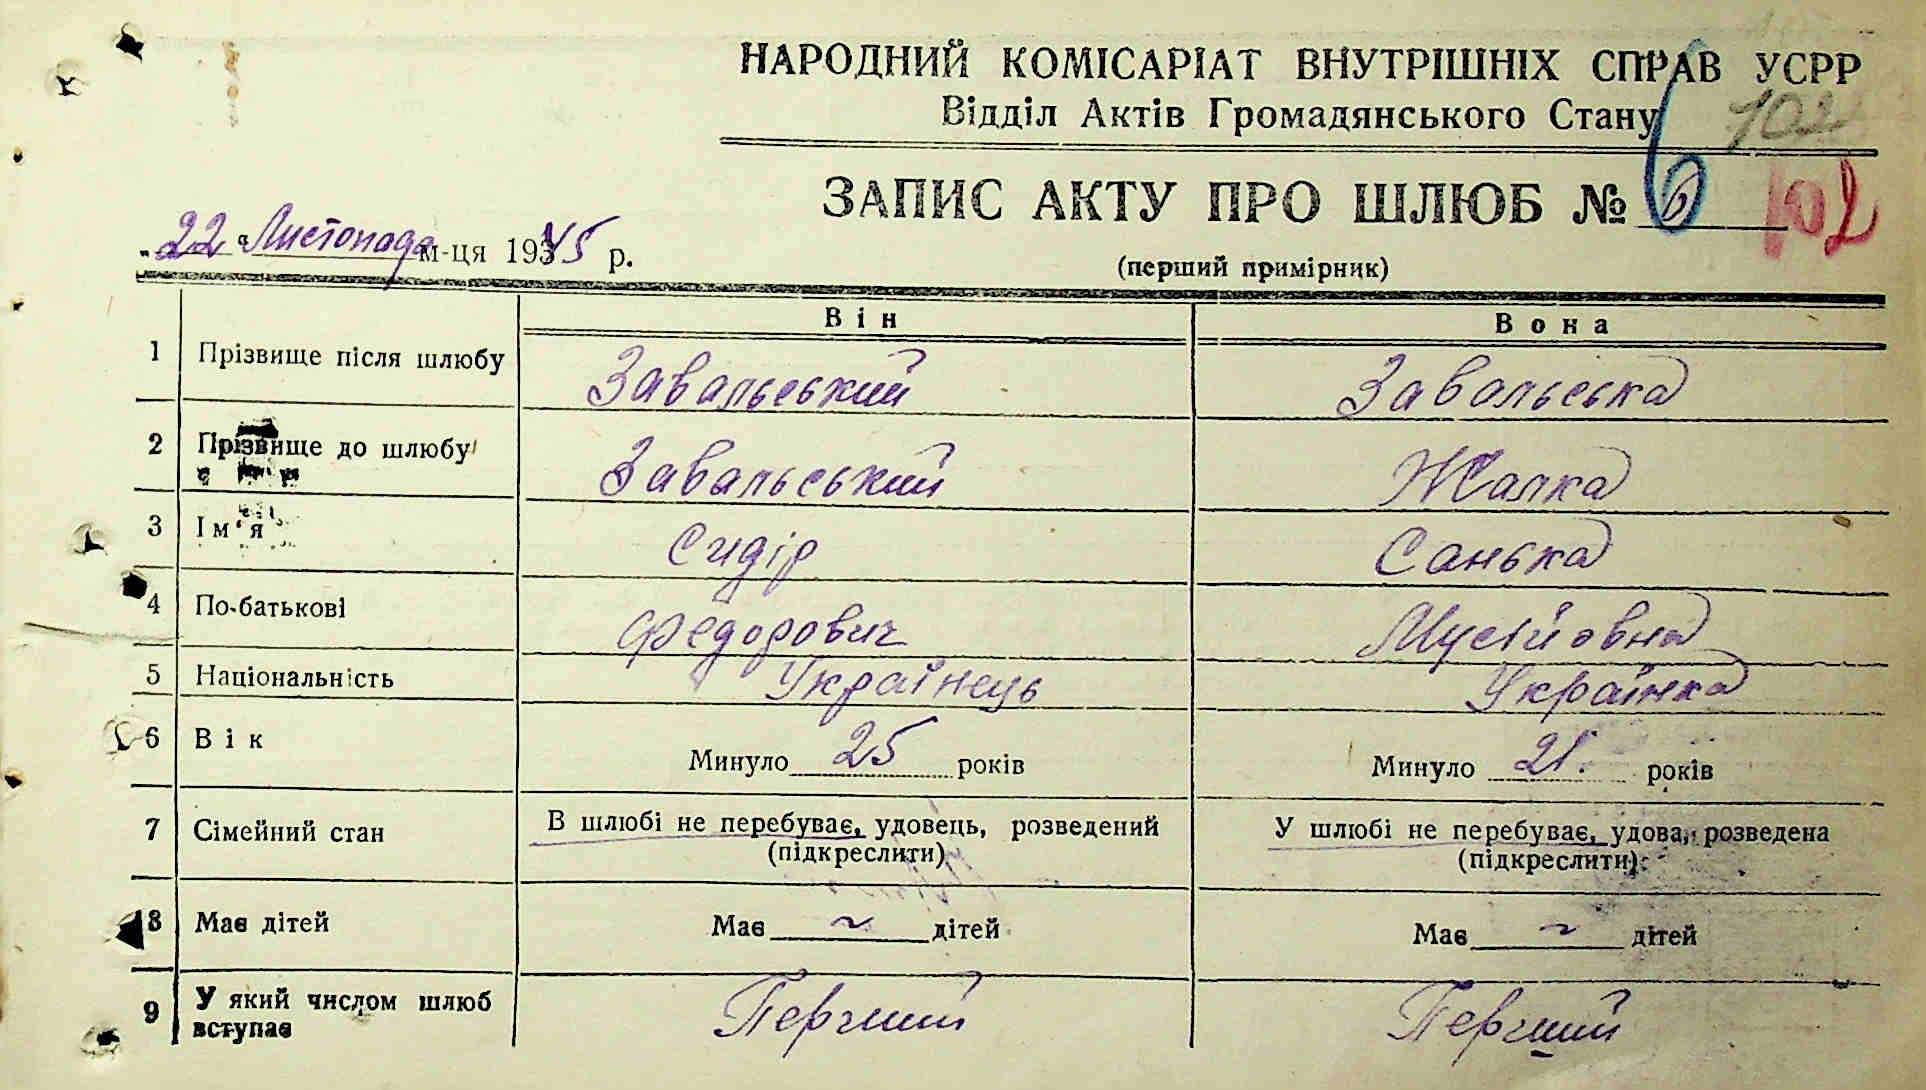 НАРОДНИЙ КОМІСАРІАТ ВНУТРІШНІХ СПРАВ УСРР
Відділ Актів Громадянського Стану
102
ЗАПИС АКТУ ПРО ШЛЮБ № 6 102
"22" Листопада м-ця 1945 р.
(перший примірник)
Він Вона
1 Прізвище після шлюбу Завальський Завальська
2 Прізвище до шлюбу Завальський Жалка
3 Ім'я Сидір Санька
4 По-батькові Федорович Мусійовна
5 Національність Українець Українка
6 Вік Минуло 25 років Минуло 21. років
7 Сімейний стан В шлюбі не перебуває, удовець, розведений У шлюбі не перебуває, удова, розведена
(підкреслити) (підкреслити)
8 Має дітей Має ~ дітей Має ~ дітей
9 У який числом шлюб вступає Перчий Перший